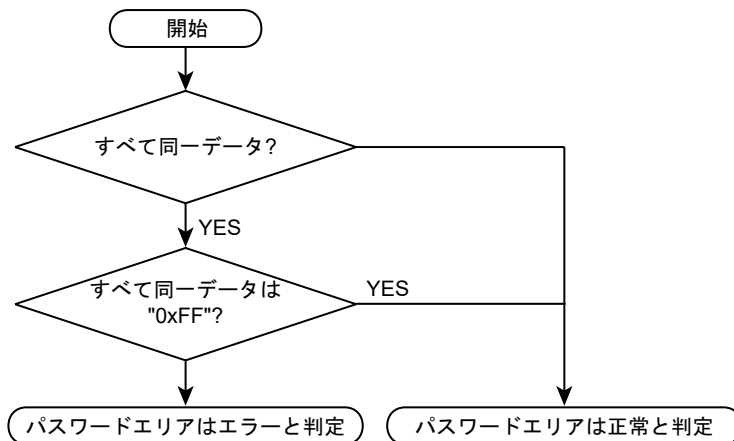 開始
すべて同一データ?
YES
すべて同一データは
"0xFF"?
YES
パスワードエリアはエラーと判定
パスワードエリアは正常と判定